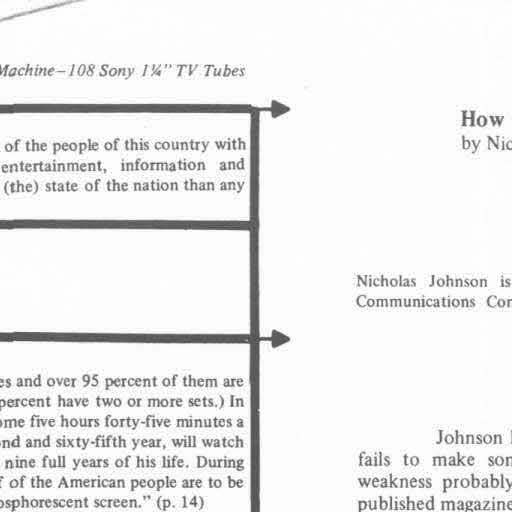 Machine–108 Sony 1¼” TV Tubes
of the people of this country with
entertainment, information and
(the) state of the nation than any
es and over 95 percent of them are
percent have two or more sets.) In
ome five hours forty-five minutes a
nd and sixty-fifth year, will watch
nine full years of his life. During
f of the American people are to be
osphorescent screen.” (p. 14)
How
by Nic
Nicholas Johnson is
Communications Con
Johnson
fails to make son
weakness probably
published magazine